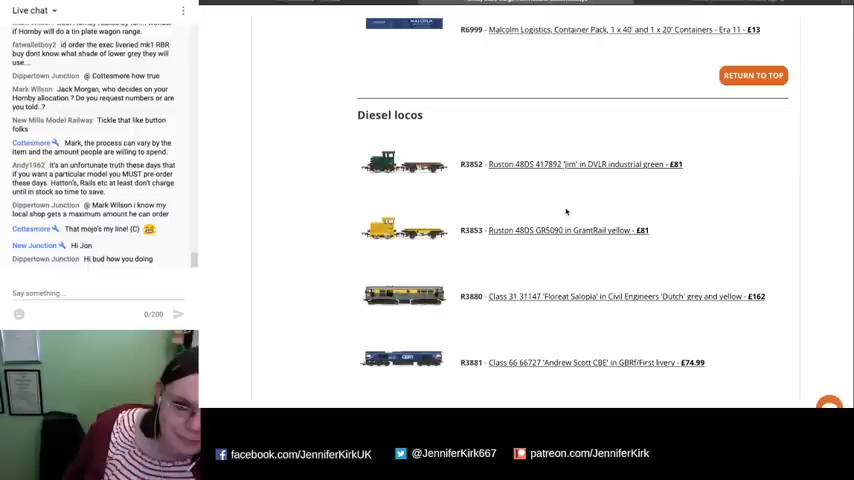 Live chat
if Hornby will do a tin plate wagon range.
fatwalletboy2 id order the exec liveried mk1 RBR
buy dont know what shade of lower grey they will
use....
Dippertown Junction @ Cottesmore how true
Mark Wilson Jack Morgan, who decides on your
Hornby allocation ? Do you request numbers or are
you told..?
New Mills Model Railway Tickle that like button
folks
Cottesmore Mark, the process can vary by the
item and the amount people are willing to spend.
Andy1962 it's an unfortunate truth these days that
if you want a particular model you MUST pre-order
these days. Hatton's, Rails etc at least don't charge
until in stock so time to save.
Dippertown Junction @ Mark Wilson i know my
local shop gets a maximum amount he can order
Cottesmore That mojo's my line! (C)
New Junction Hi Jon
Dippertown Junction Hi bud how you doing
Say something...
0/200
R6999 - Malcolm Logistics, Container Pack, 1 x 40' and 1 x 20' Containers - Era 11 - £13
RETURN TO TOP
Diesel locos
R3852 - Ruston 48DS 417892 'Jim' in DVLR industrial green - £81
R3853 - Ruston 48DS GR5090 in GrantRail yellow - £81
R3880 - Class 31 31147 'Floreat Salopia' in Civil Engineers 'Dutch' grey and yellow - £162
R3881 - Class 66 66727 'Andrew Scott CBE' in GBRf/First livery - £74.99
facebook.com/JenniferKirkUK
@JenniferKirk667
patreon.com/JenniferKirk